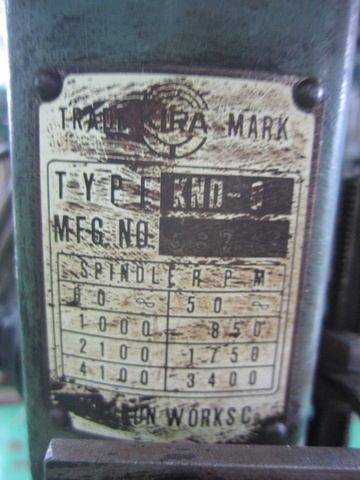 TRADE KIRA MARK
TYPE KND-
MFG.NO.
SPINDLE R P M
60 ∞ 50 ∞
1000 850
2100 1750
4100 3400
WORKS